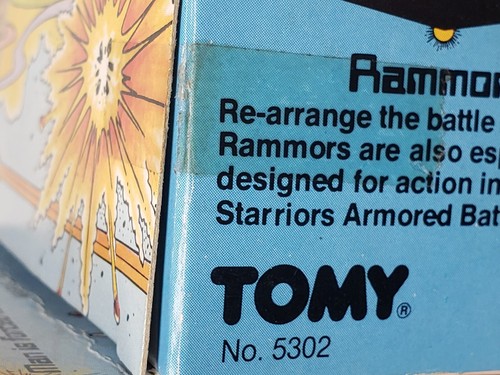 Rammor
Re-arrange the battle
Rammors are also esp
designed for action in
Starriors Armored Bat
TOMY®
No. 5302